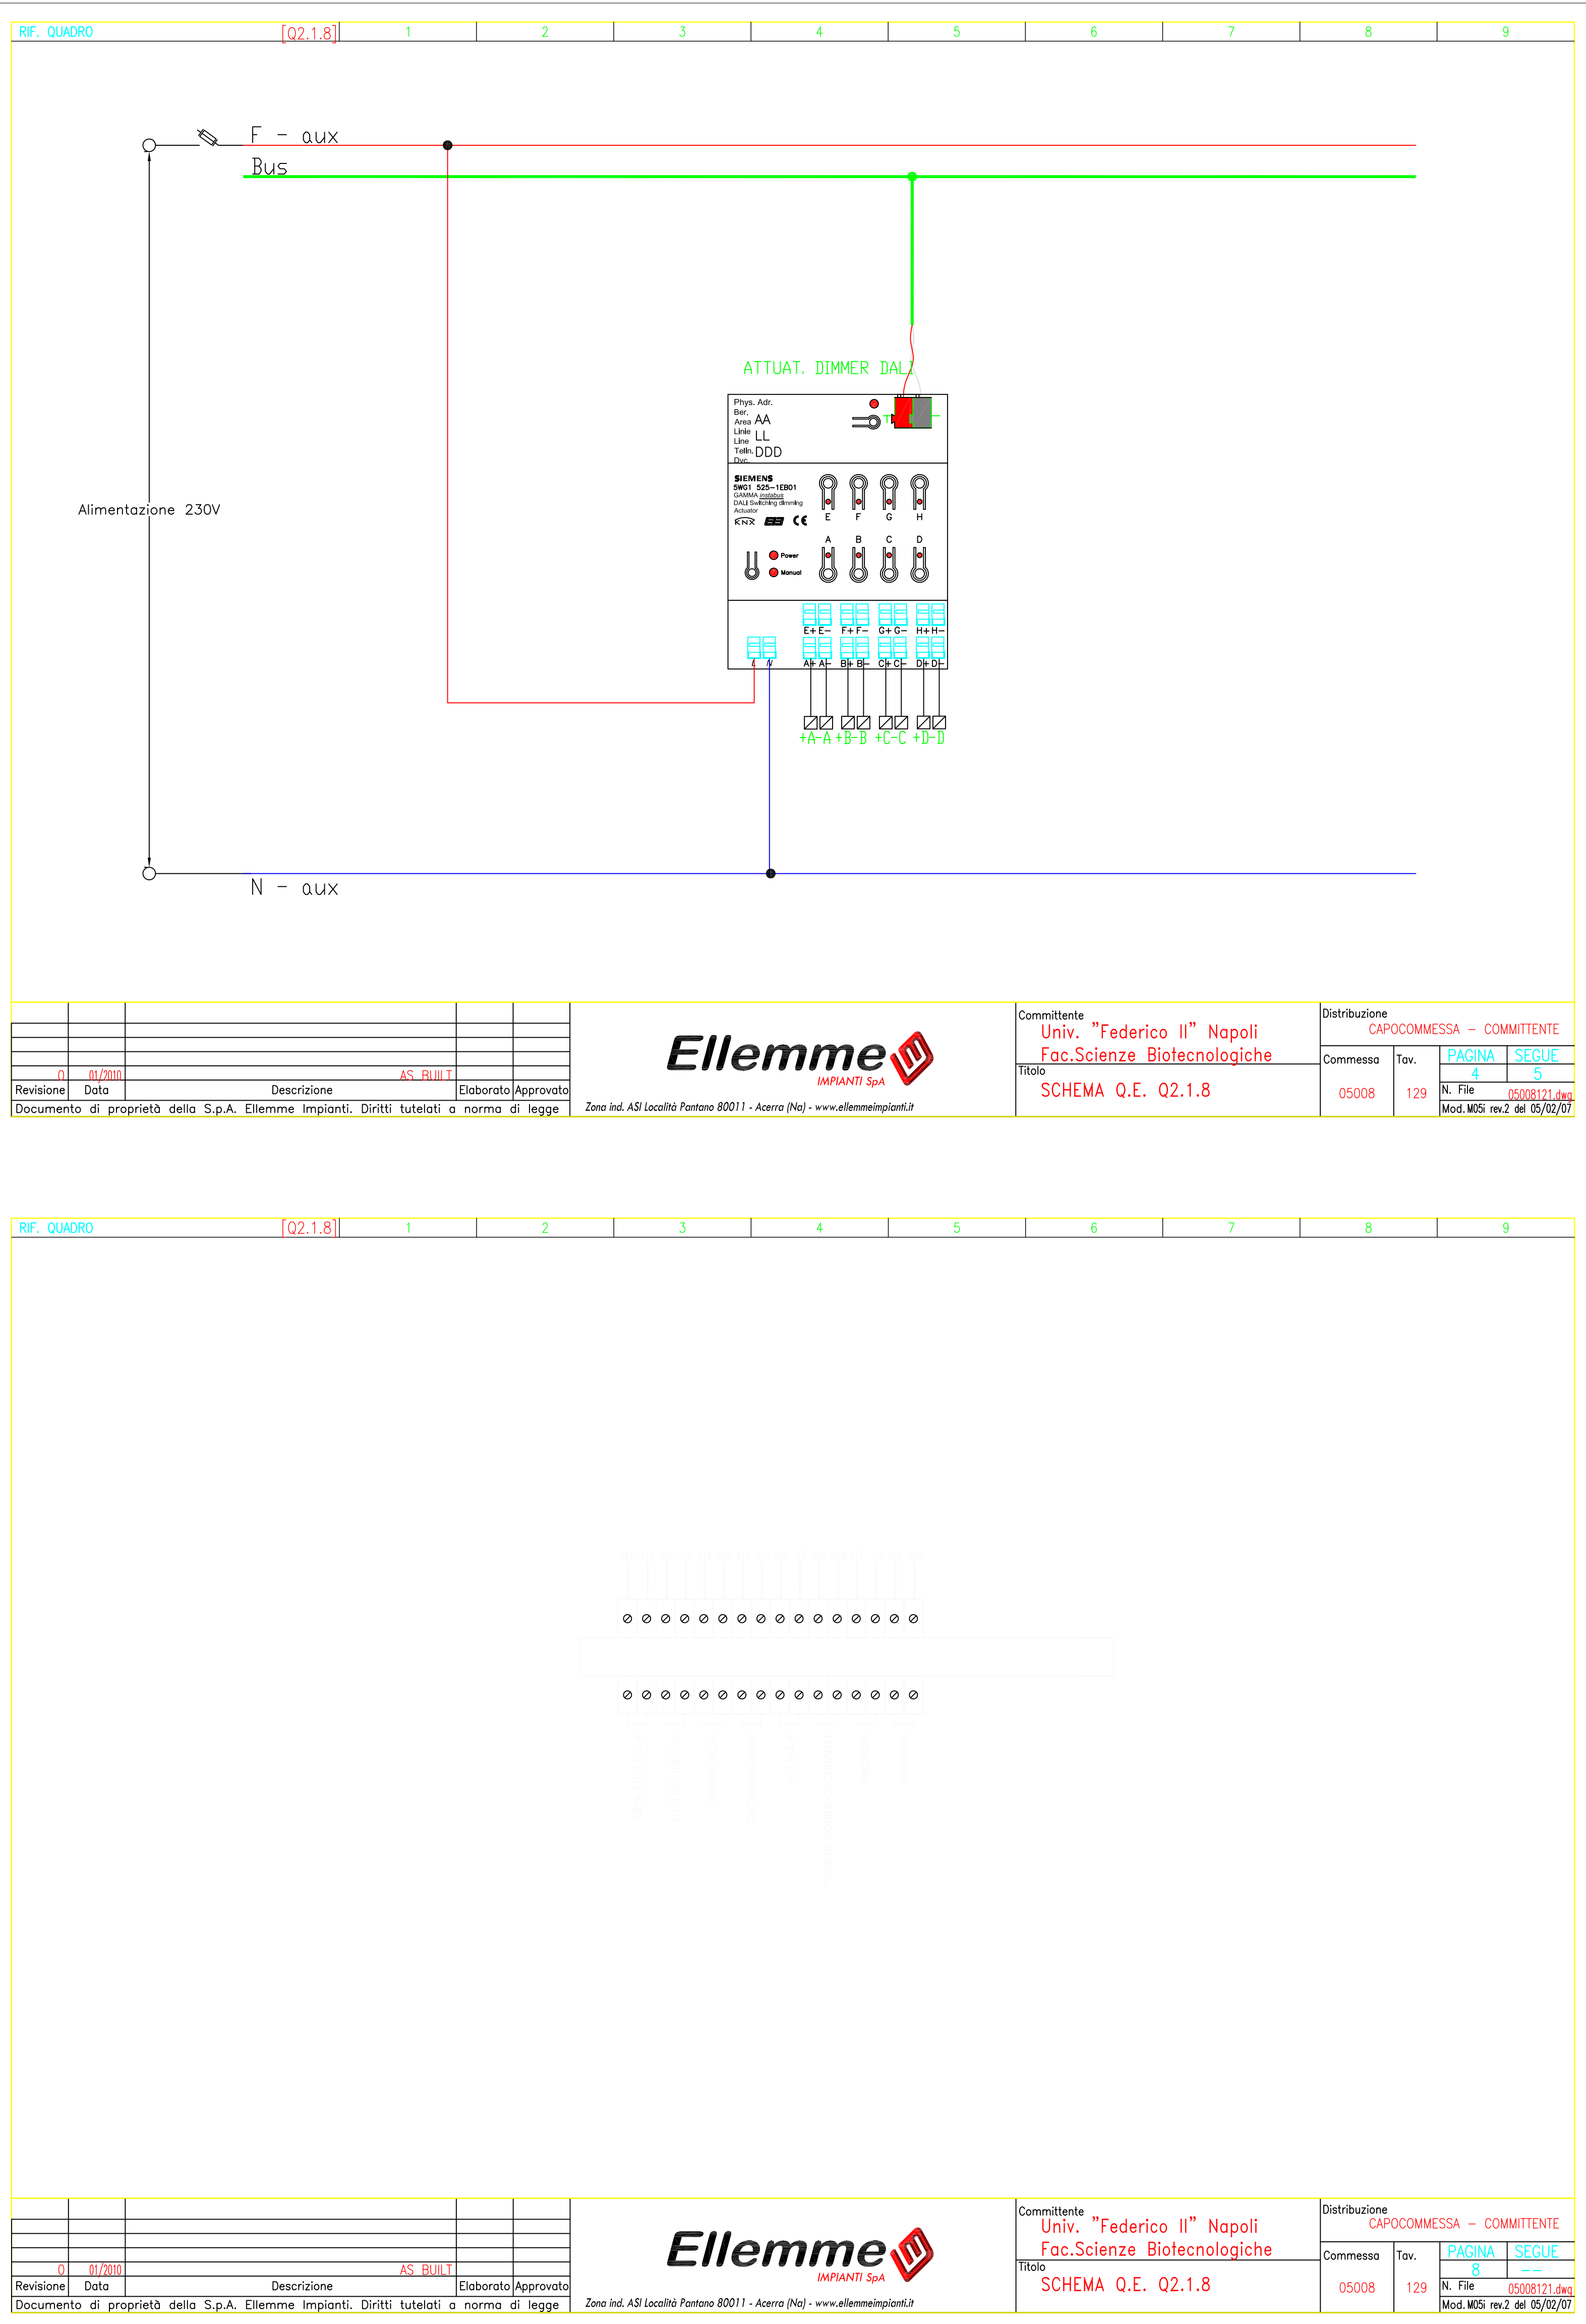 RIF. QUADRO [Q2.1.8] 1 2 3 4 5 6 7 8 9
F - aux
Bus
ATTUAT. DIMMER DALI
Phys. Adr.
Ber.
Area AA
Linie
Line LL
Telln. DDD
Dvc.
SIEMENS
5WG1 525-1EB01
GAMMA instabus
DALI Switching dimming
Actuator
KNX EIB CE
E F G H
A B C D
Power
Manual
Alimentazione 230V
E+ E- F+ F- G+ G- H+ H-
L N A+ A- B+ B- C+ C- D+ D-
+A -A +B -B +C -C +D -D
N - aux
0 01/2010 AS BUILT
Revisione Data Descrizione Elaborato Approvato
Documento di proprietà della S.p.A. Ellemme Impianti. Diritti tutelati a norma di legge
Ellemme
IMPIANTI SpA
Zona ind. ASI Località Pantano 80011 - Acerra (Na) - www.ellemmeimpianti.it
Committente
Univ. "Federico II" Napoli
Fac.Scienze Biotecnologiche
Titolo
SCHEMA Q.E. Q2.1.8
Distribuzione
CAPOCOMMESSA - COMMITTENTE
Commessa Tav. PAGINA SEGUE
4 5
05008 129 N. File 05008121.dwg
Mod. M05i rev.2 del 05/02/07
RIF. QUADRO [Q2.1.8] 1 2 3 4 5 6 7 8 9
0 01/2010 AS BUILT
Revisione Data Descrizione Elaborato Approvato
Documento di proprietà della S.p.A. Ellemme Impianti. Diritti tutelati a norma di legge
Ellemme
IMPIANTI SpA
Zona ind. ASI Località Pantano 80011 - Acerra (Na) - www.ellemmeimpianti.it
Committente
Univ. "Federico II" Napoli
Fac.Scienze Biotecnologiche
Titolo
SCHEMA Q.E. Q2.1.8
Distribuzione
CAPOCOMMESSA - COMMITTENTE
Commessa Tav. PAGINA SEGUE
8 --
05008 129 N. File 05008121.dwg
Mod. M05i rev.2 del 05/02/07